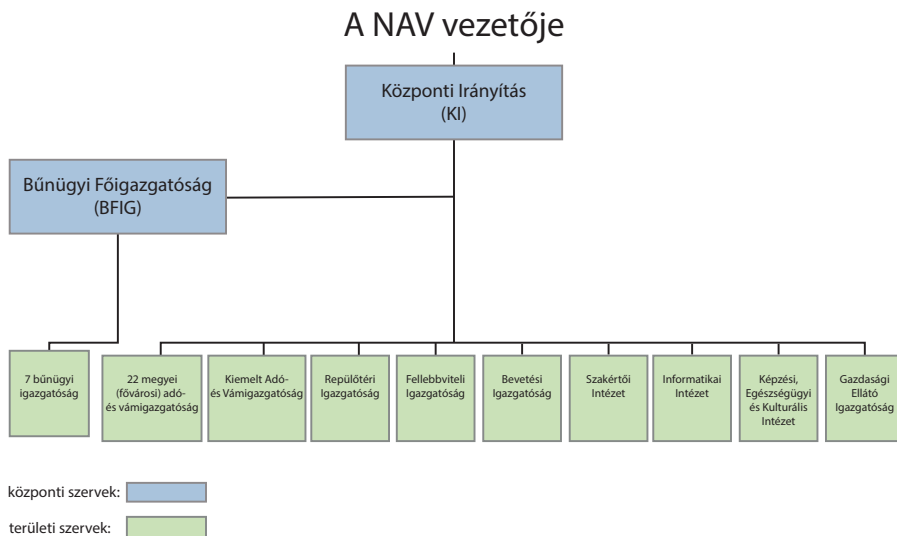 A NAV vezetője
Központi Irányítás
(KI)
Bűnügyi Főigazgatóság
(BFIG)
7 bűnügyi
igazgatóság
22 megyei
(fővárosi) adó-
és vámigazgatóság
Kiemelt Adó-
és Vámigazgatóság
Repülőtéri
Igazgatóság
Fellebbviteli
Igazgatóság
Bevetési
Igazgatóság
Szakértői
Intézet
Informatikai
Intézet
Képzési,
Egészségügyi
és Kulturális
Intézet
Gazdasági
Ellátó
Igazgatóság
központi szervek:
területi szervek: